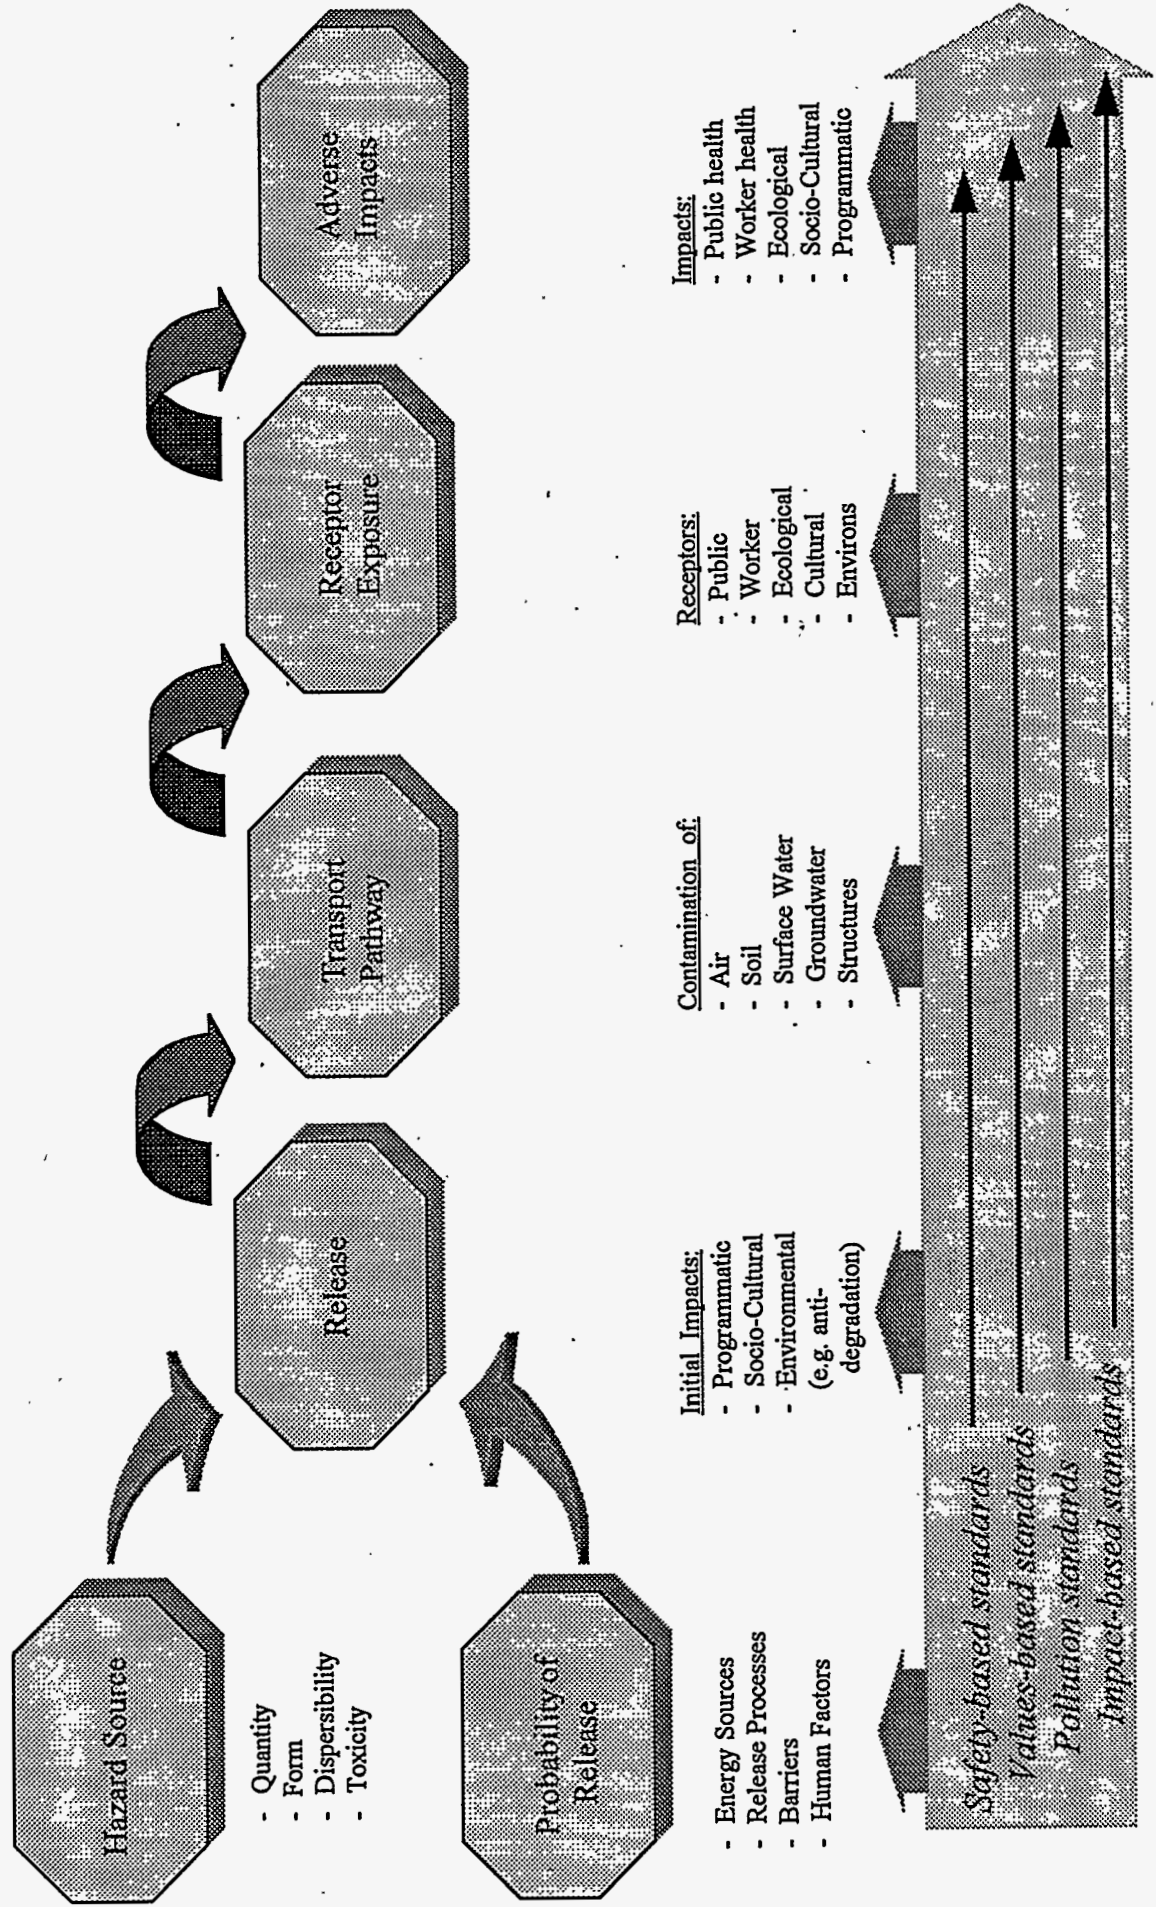 Hazard Source
- Quantity
- Form
- Dispersibility
- Toxicity
Probability of
Release
- Energy Sources
- Release Processes
- Barriers
- Human Factors
Release
Initial Impacts:
- Programmatic
- Socio-Cultural
- Environmental
(e.g. anti-
degradation)
Transport
Pathway
Contamination of:
- Air
- Soil
- Surface Water
- Groundwater
- Structures
Receptor
Exposure
Receptors:
- Public
- Worker
- Ecological
- Cultural
- Environs
Adverse
Impacts
Impacts:
- Public health
- Worker health
- Ecological
- Socio-Cultural
- Programmatic
Safety-based standards
Values-based standards
Pollution standards
Impact-based standards